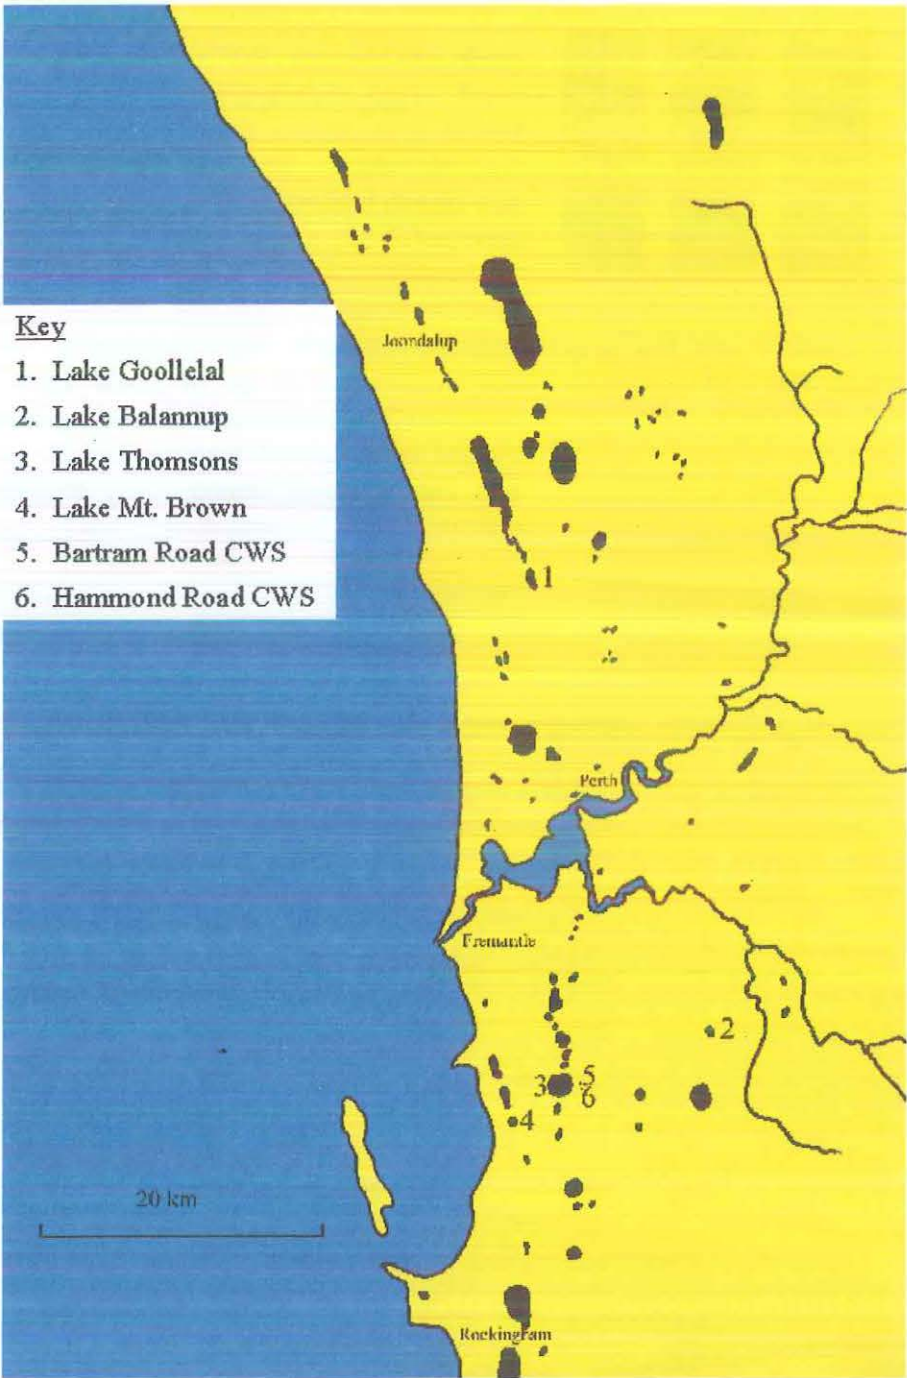 Key
1. Lake Goollelal
2. Lake Balannup
3. Lake Thomsons
4. Lake Mt. Brown
5. Bartram Road CWS
6. Hammond Road CWS
Joondalup
1
Perth
Fremantle
2
3
5
6
4
20 km
Rockingram